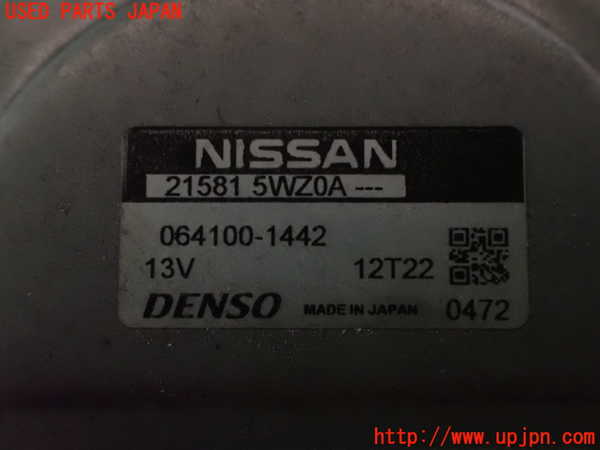 USED PARTS JAPAN
NISSAN
21581 5WZ0A ---
064100-1442
13V 12T22
DENSO MADE IN JAPAN 0472
http://www.upjpn.com/